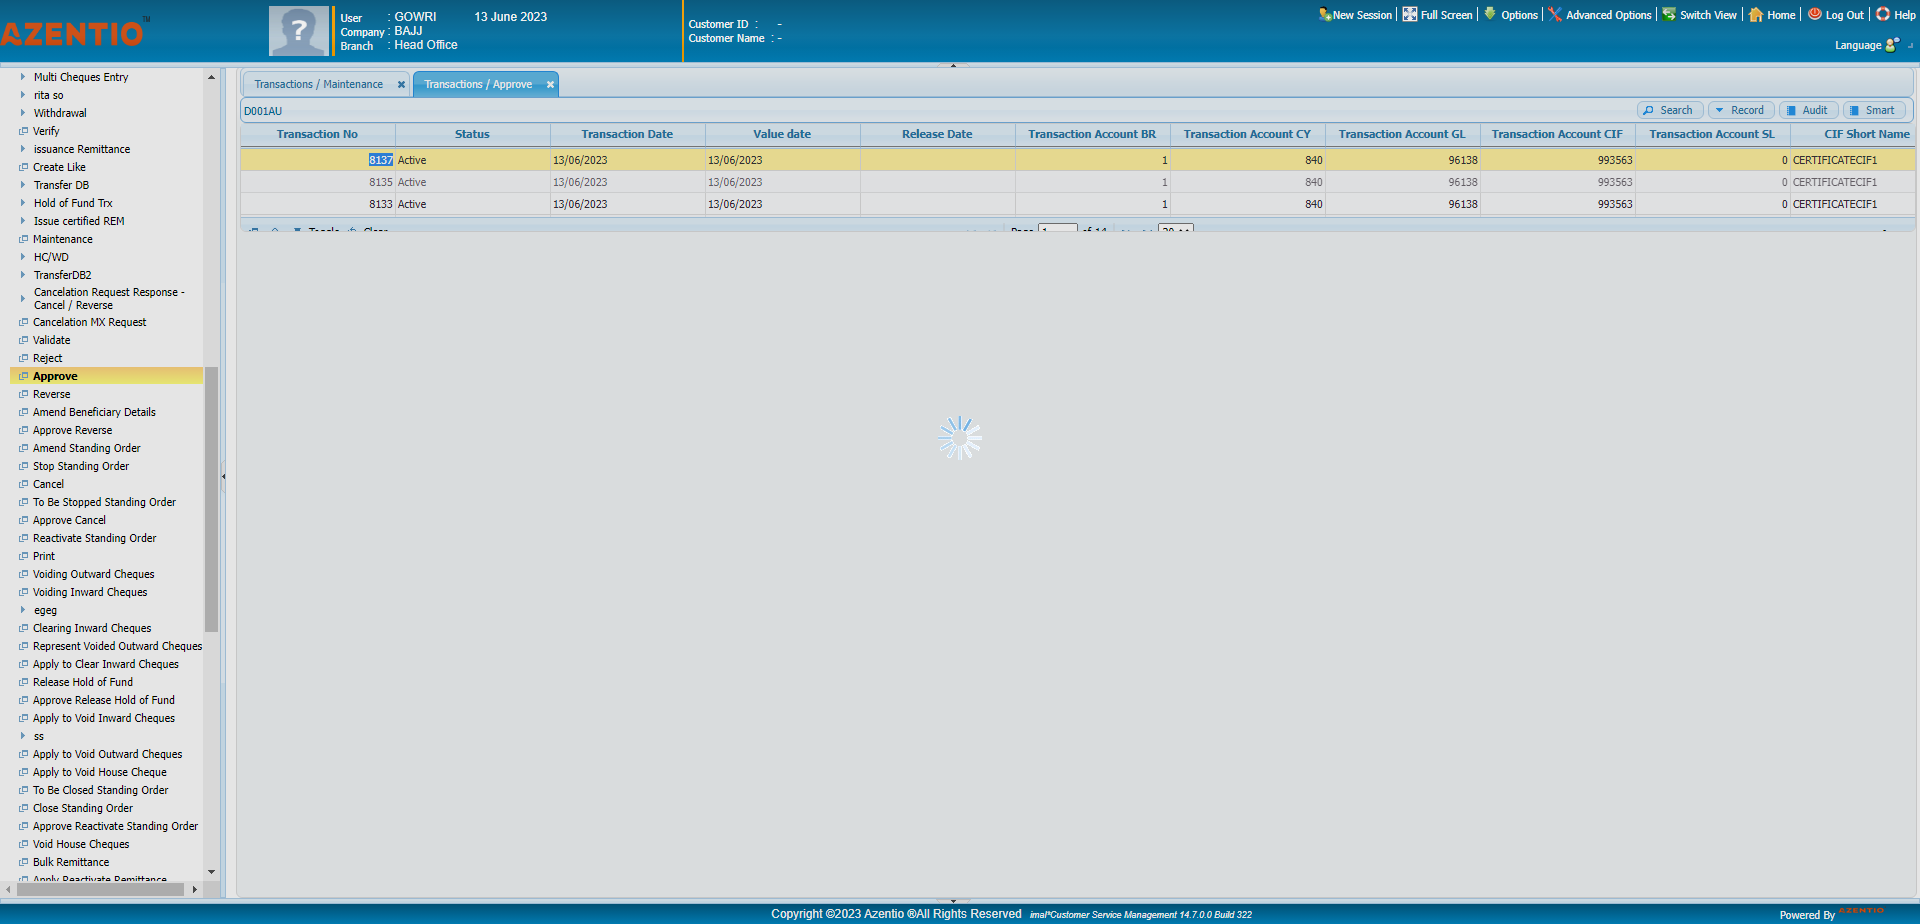 AZENTIO™
User : GOWRI 13 June 2023
Company : BAJJ
Branch : Head Office
Customer ID : -
Customer Name : -
New Session Full Screen Options Advanced Options Switch View Home Log Out Help
Language
Multi Cheques Entry
rita so
Withdrawal
Verify
issuance Remittance
Create Like
Transfer DB
Hold of Fund Trx
Issue certified REM
Maintenance
HC/WD
TransferDB2
Cancelation Request Response -
Cancel / Reverse
Cancelation MX Request
Validate
Reject
Approve
Reverse
Amend Beneficiary Details
Approve Reverse
Amend Standing Order
Stop Standing Order
Cancel
To Be Stopped Standing Order
Approve Cancel
Reactivate Standing Order
Print
Voiding Outward Cheques
Voiding Inward Cheques
egeg
Clearing Inward Cheques
Represent Voided Outward Cheques
Apply to Clear Inward Cheques
Release Hold of Fund
Approve Release Hold of Fund
Apply to Void Inward Cheques
ss
Apply to Void Outward Cheques
Apply to Void House Cheque
To Be Closed Standing Order
Close Standing Order
Approve Reactivate Standing Order
Void House Cheques
Bulk Remittance
Apply Reactivate Remittance
Transactions / Maintenance Transactions / Approve
D001AU Search Record Audit Smart
Transaction No Status Transaction Date Value date Release Date Transaction Account BR Transaction Account CY Transaction Account GL Transaction Account CIF Transaction Account SL CIF Short Name
8137 Active 13/06/2023 13/06/2023 1 840 96138 993563 0 CERTIFICATECIF1
8135 Active 13/06/2023 13/06/2023 1 840 96138 993563 0 CERTIFICATECIF1
8133 Active 13/06/2023 13/06/2023 1 840 96138 993563 0 CERTIFICATECIF1
Toggle Clear Page 1 of 14 20
Copyright ©2023 Azentio ®All Rights Reserved imal*Customer Service Management 14.7.0.0 Build 322
Powered By AZENTIO